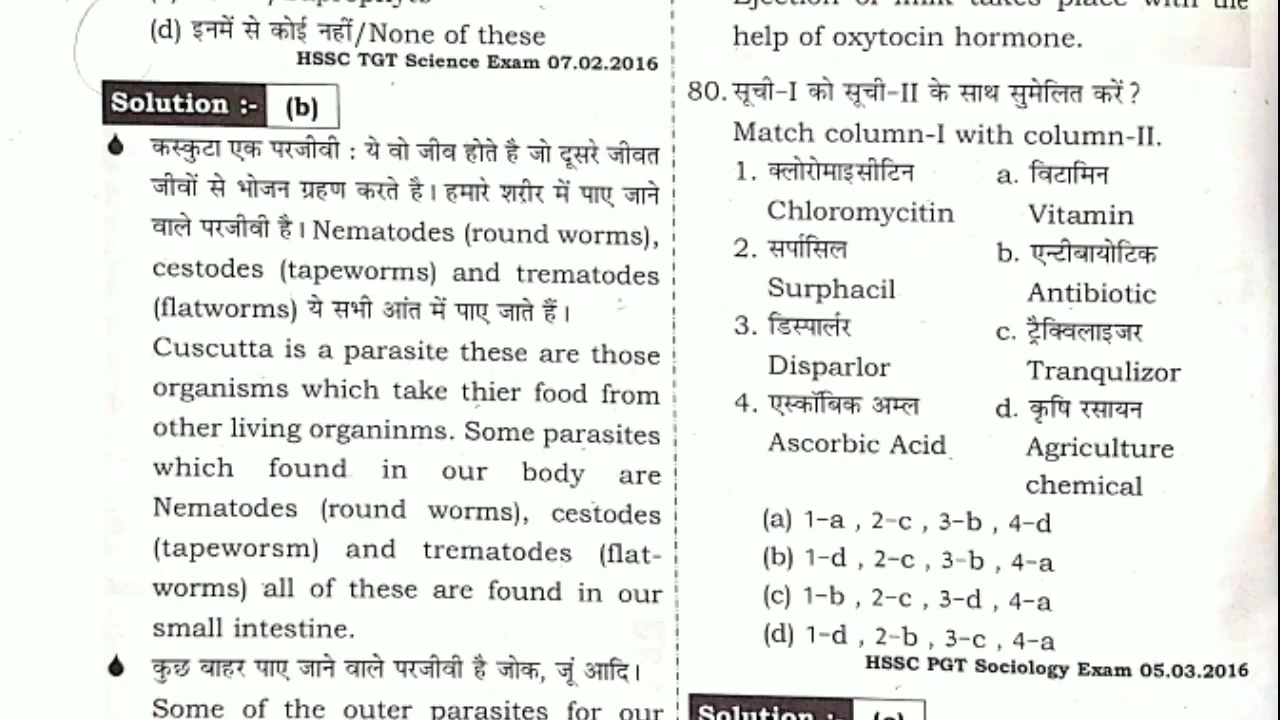 (d) इनमें से कोई नहीं/None of these
HSSC TGT Science Exam 07.02.2016
Solution :- (b)
कस्कुटा एक परजीवी : ये वो जीव होते है जो दूसरे जीवत
जीवों से भोजन ग्रहण करते है। हमारे शरीर में पाए जाने
वाले परजीवी है। Nematodes (round worms),
cestodes (tapeworms) and trematodes
(flatworms) ये सभी आंत में पाए जाते हैं।
Cuscutta is a parasite these are those
organisms which take thier food from
other living organinms. Some parasites
which found in our body are
Nematodes (round worms), cestodes
(tapeworsm) and trematodes (flat-
worms) all of these are found in our
small intestine.
कुछ बाहर पाए जाने वाले परजीवी है जोक, जूं आदि।
Some of the outer parasites for our
Ejection of milk takes place with the
help of oxytocin hormone.
80. सूची-I को सूची-II के साथ सुमेलित करें?
Match column-I with column-II.
1. क्लोरोमाइसीटिन a. विटामिन
Chloromycitin Vitamin
2. सर्पासिल b. एन्टीबायोटिक
Surphacil Antibiotic
3. डिस्पार्लर c. ट्रैक्विलाइजर
Disparlor Tranqulizor
4. एस्कॉबिक अम्ल d. कृषि रसायन
Ascorbic Acid Agriculture
chemical
(a) 1-a , 2-c , 3-b , 4-d
(b) 1-d , 2-c , 3-b , 4-a
(c) 1-b , 2-c , 3-d , 4-a
(d) 1-d , 2-b , 3-c , 4-a
HSSC PGT Sociology Exam 05.03.2016
Solution :- (c)